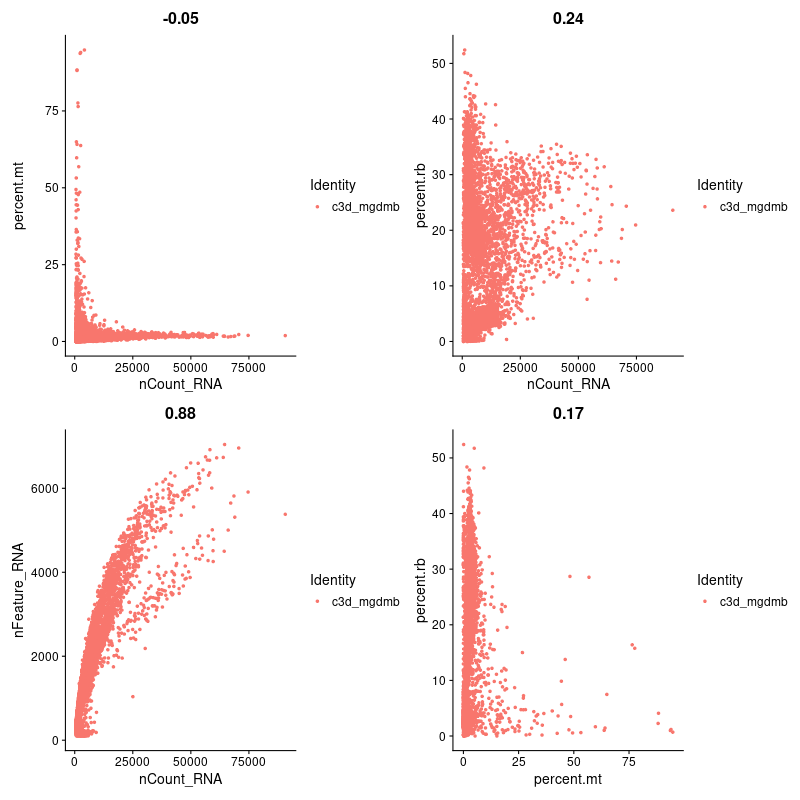 -0.05
percent.mt
75
50
25
0
0
25000
50000
75000
nCount_RNA
Identity
c3d_mgdmb
0.24
percent.rb
50
40
30
20
10
0
0
25000
50000
75000
nCount_RNA
Identity
c3d_mgdmb
0.88
nFeature_RNA
6000
4000
2000
0
0
25000
50000
75000
nCount_RNA
Identity
c3d_mgdmb
0.17
percent.rb
50
40
30
20
10
0
0
25
50
75
percent.mt
Identity
c3d_mgdmb